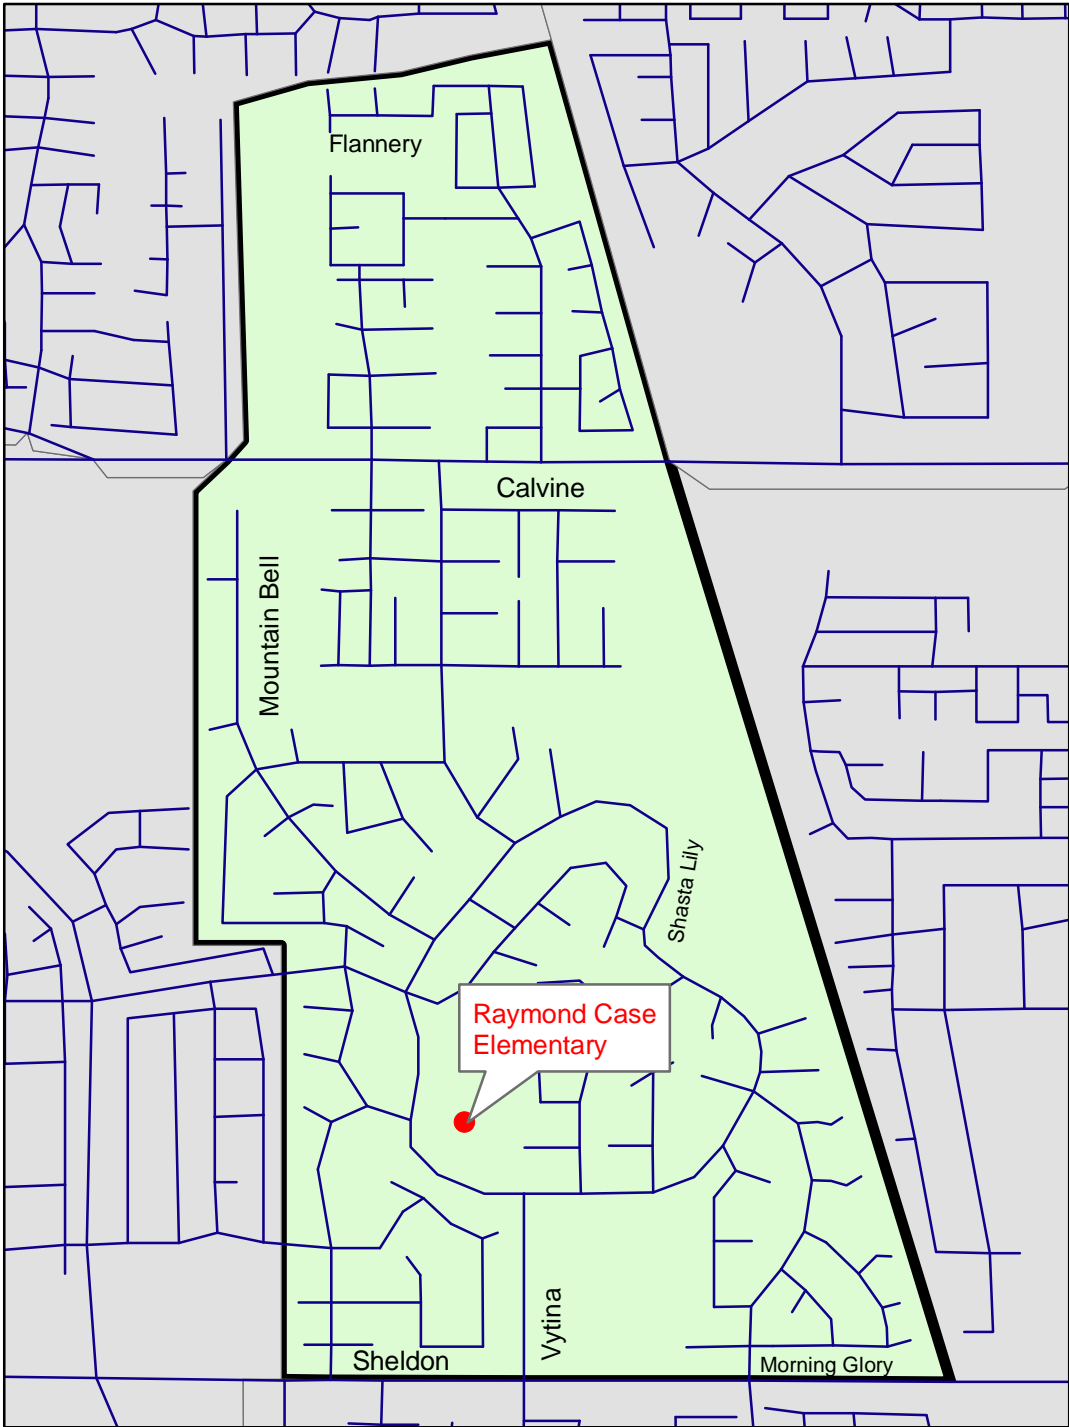 Flannery
Calvine
Mountain Bell
Shasta Lily
Raymond Case
Elementary
Vytina
Sheldon
Morning Glory